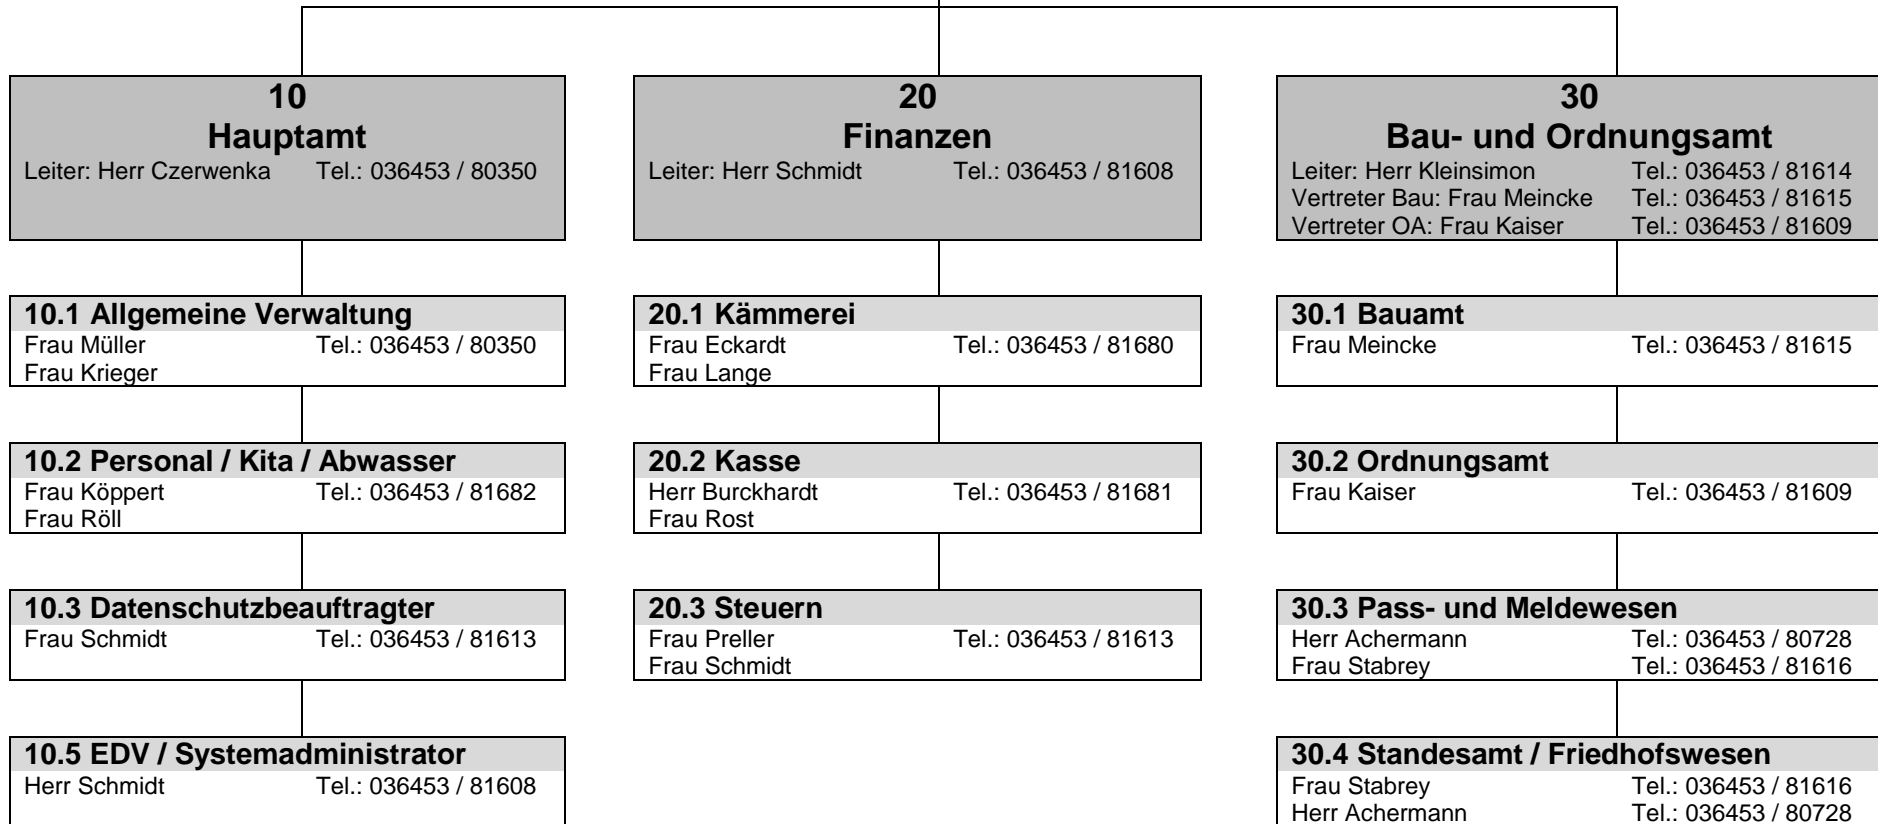 10
Hauptamt
Leiter: Herr Czerwenka Tel.: 036453 / 80350
20
Finanzen
Leiter: Herr Schmidt Tel.: 036453 / 81608
30
Bau- und Ordnungsamt
Leiter: Herr Kleinsimon Tel.: 036453 / 81614
Vertreter Bau: Frau Meincke Tel.: 036453 / 81615
Vertreter OA: Frau Kaiser Tel.: 036453 / 81609
10.1 Allgemeine Verwaltung
Frau Müller Tel.: 036453 / 80350
Frau Krieger
20.1 Kämmerei
Frau Eckardt Tel.: 036453 / 81680
Frau Lange
30.1 Bauamt
Frau Meincke Tel.: 036453 / 81615
10.2 Personal / Kita / Abwasser
Frau Köppert Tel.: 036453 / 81682
Frau Röll
20.2 Kasse
Herr Burckhardt Tel.: 036453 / 81681
Frau Rost
30.2 Ordnungsamt
Frau Kaiser Tel.: 036453 / 81609
10.3 Datenschutzbeauftragter
Frau Schmidt Tel.: 036453 / 81613
20.3 Steuern
Frau Preller Tel.: 036453 / 81613
Frau Schmidt
30.3 Pass- und Meldewesen
Herr Achermann Tel.: 036453 / 80728
Frau Stabrey Tel.: 036453 / 81616
10.5 EDV / Systemadministrator
Herr Schmidt Tel.: 036453 / 81608
30.4 Standesamt / Friedhofswesen
Frau Stabrey Tel.: 036453 / 81616
Herr Achermann Tel.: 036453 / 80728